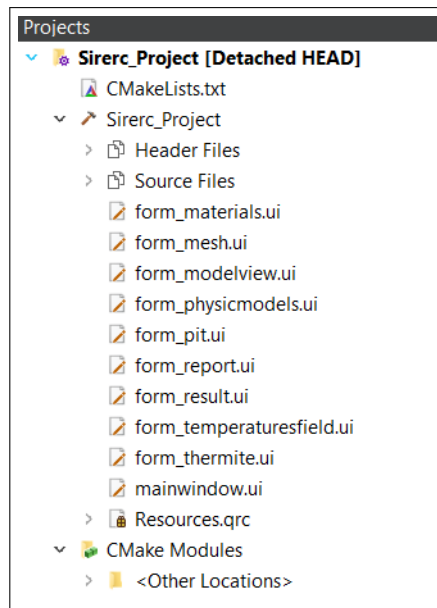 Projects
Sirerc_Project [Detached HEAD]
CMakeLists.txt
Sirerc_Project
Header Files
Source Files
form_materials.ui
form_mesh.ui
form_modelview.ui
form_physicmodels.ui
form_pit.ui
form_report.ui
form_result.ui
form_temperaturesfield.ui
form_thermite.ui
mainwindow.ui
Resources.qrc
CMake Modules
<Other Locations>